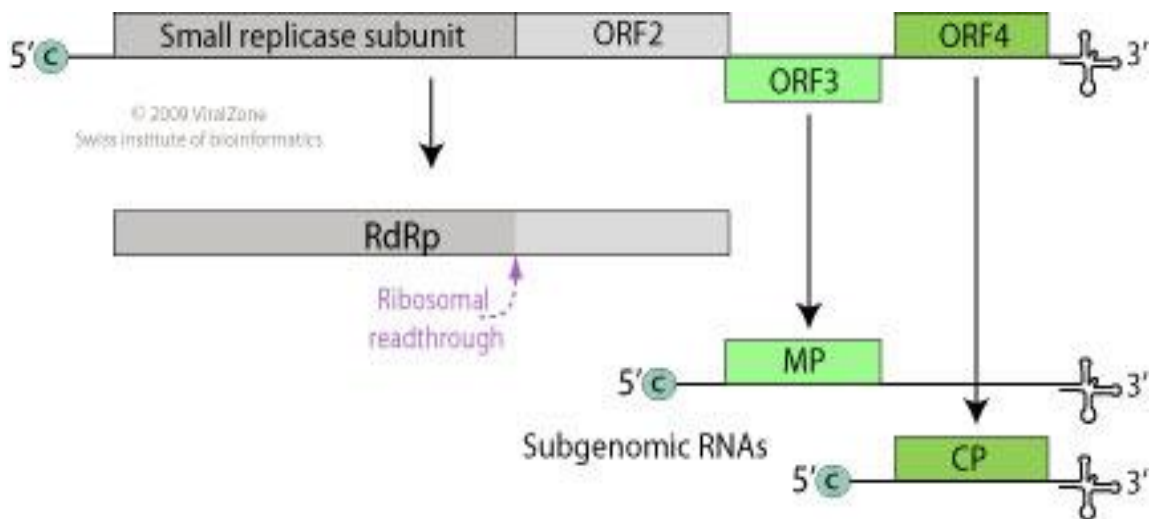 Small replicase subunit ORF2 ORF4
5′ C 3′
ORF3
© 2009 ViralZone
Swiss institute of bioinformatics
RdRp
Ribosomal
readthrough
MP
5′ C 3′
Subgenomic RNAs
CP
5′ C 3′